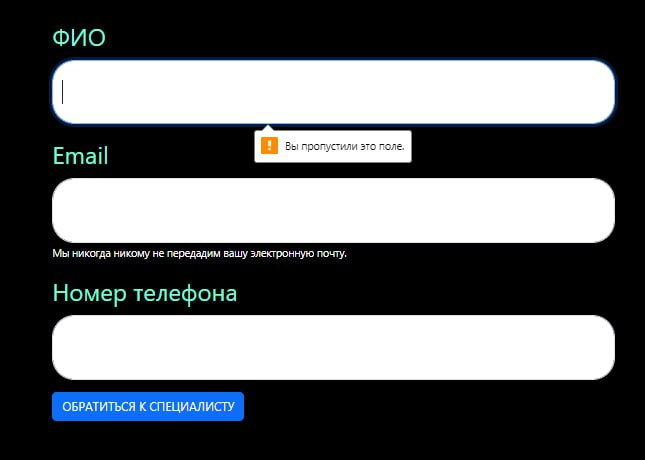 ФИО
Вы пропустили это поле.
Email
Мы никогда никому не передадим вашу электронную почту.
Номер телефона
ОБРАТИТЬСЯ К СПЕЦИАЛИСТУ